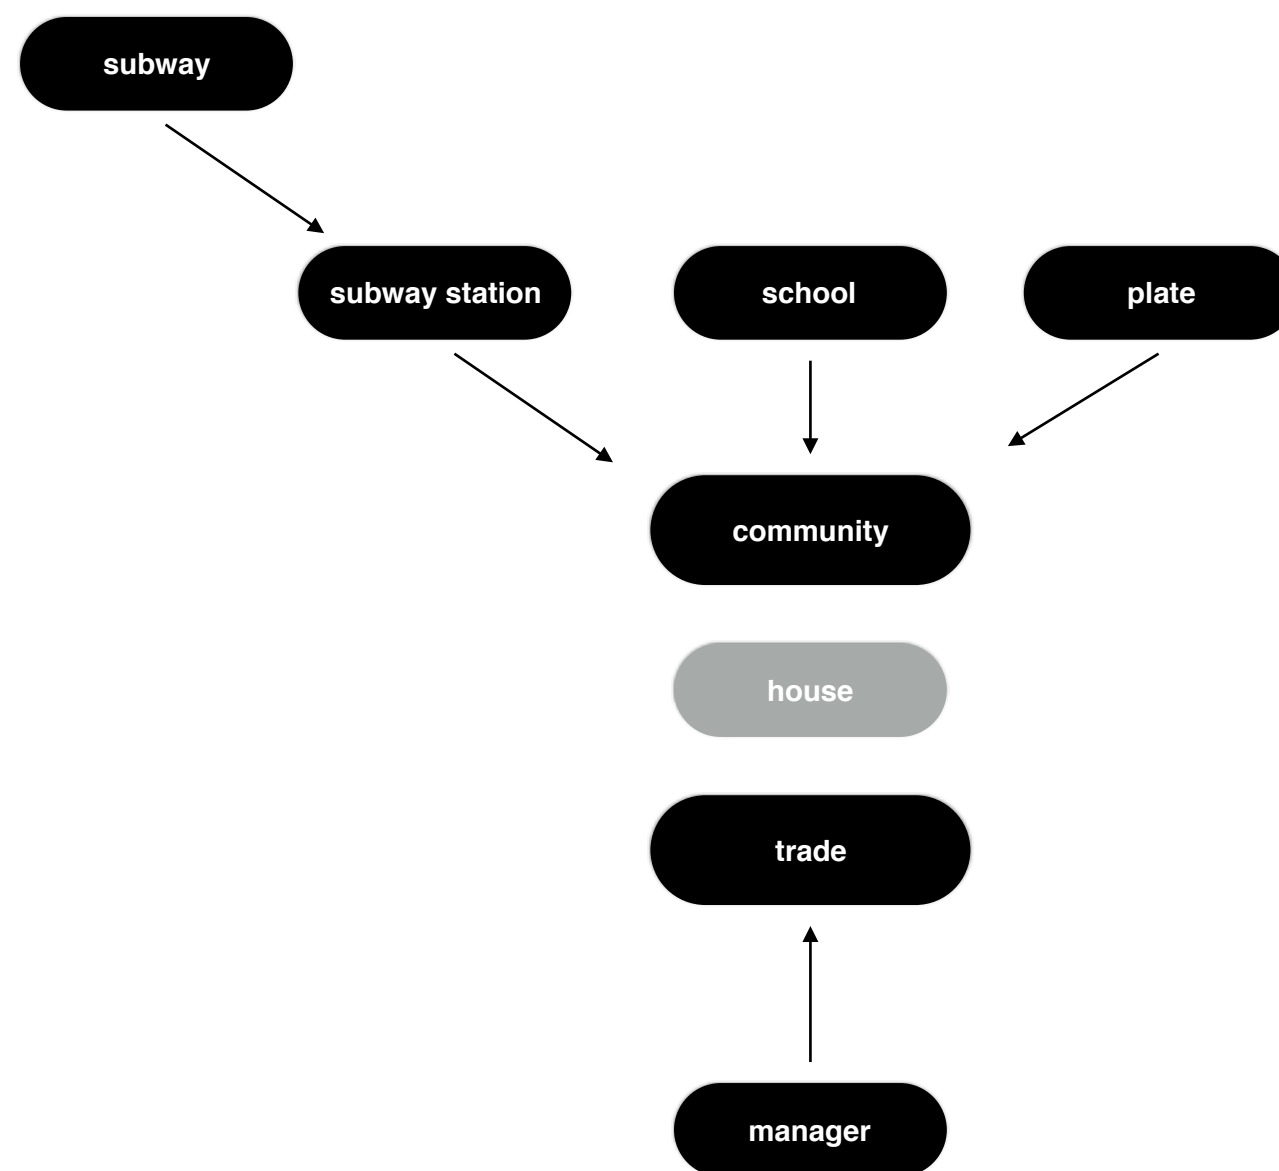 subway
subway station
school
plate
community
house
trade
manager